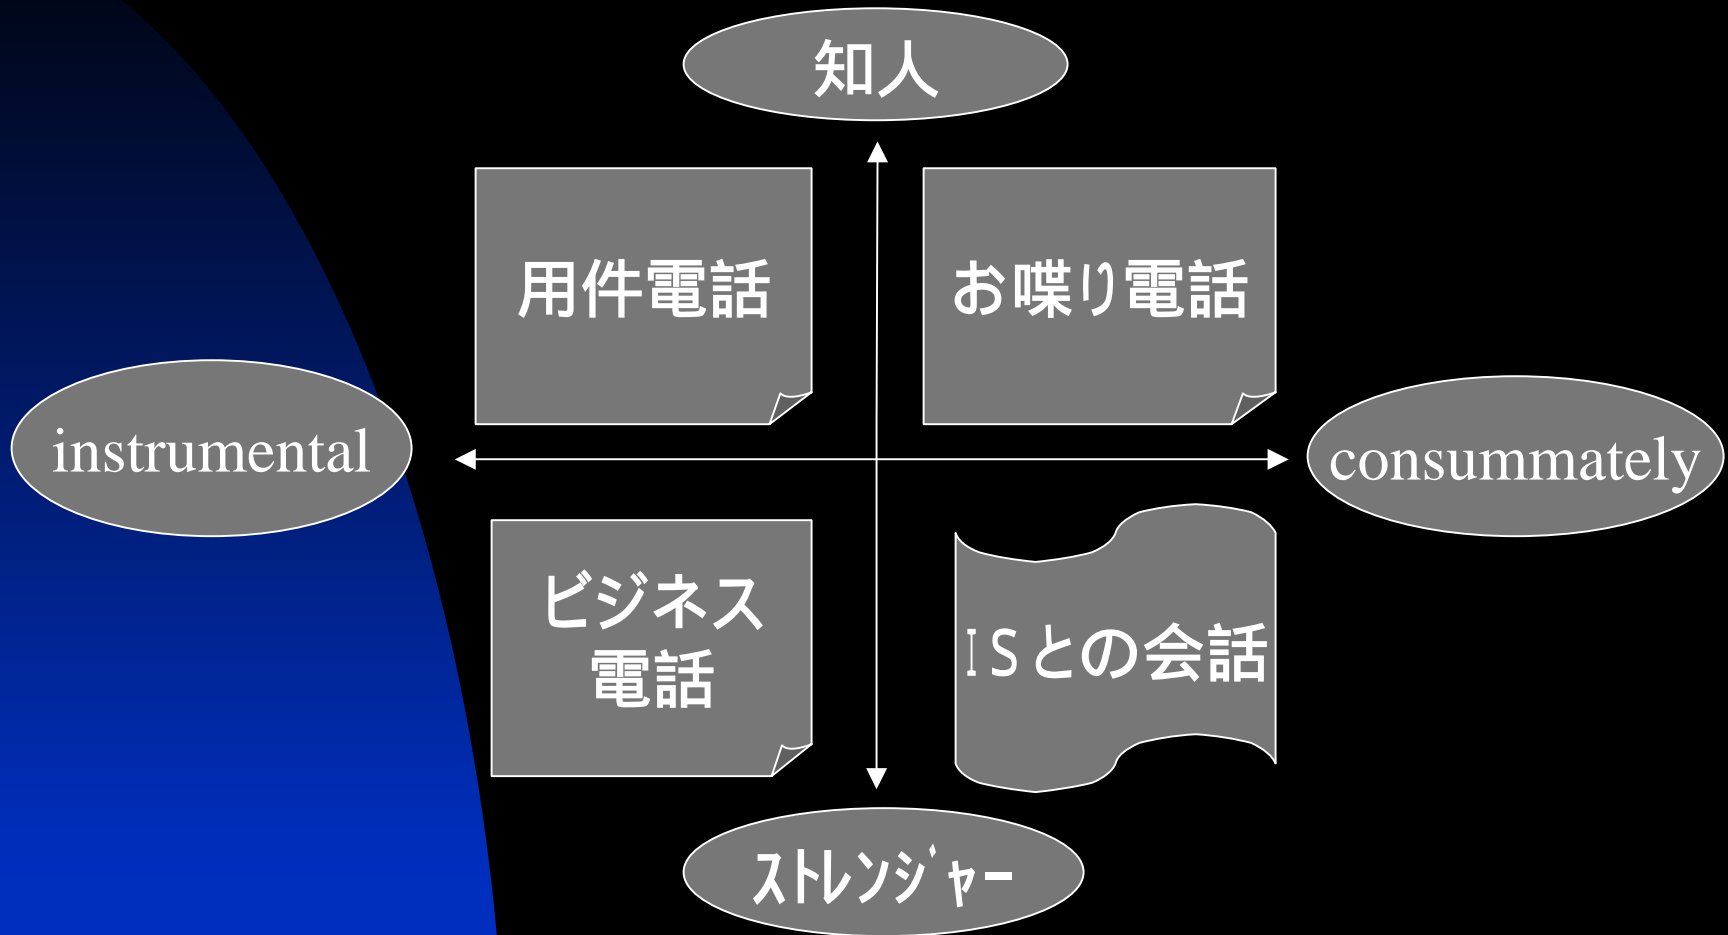 知人
用件電話
お喋り電話
instrumental
consummately
ビジネス
電話
ISとの会話
ストレンジャー